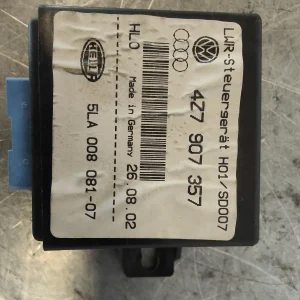 LWR-Steuergerät H01/SD007
4Z7 907 357
HLO
Made in
Germany
26.08.02
HELLA
5LA 008 081-07